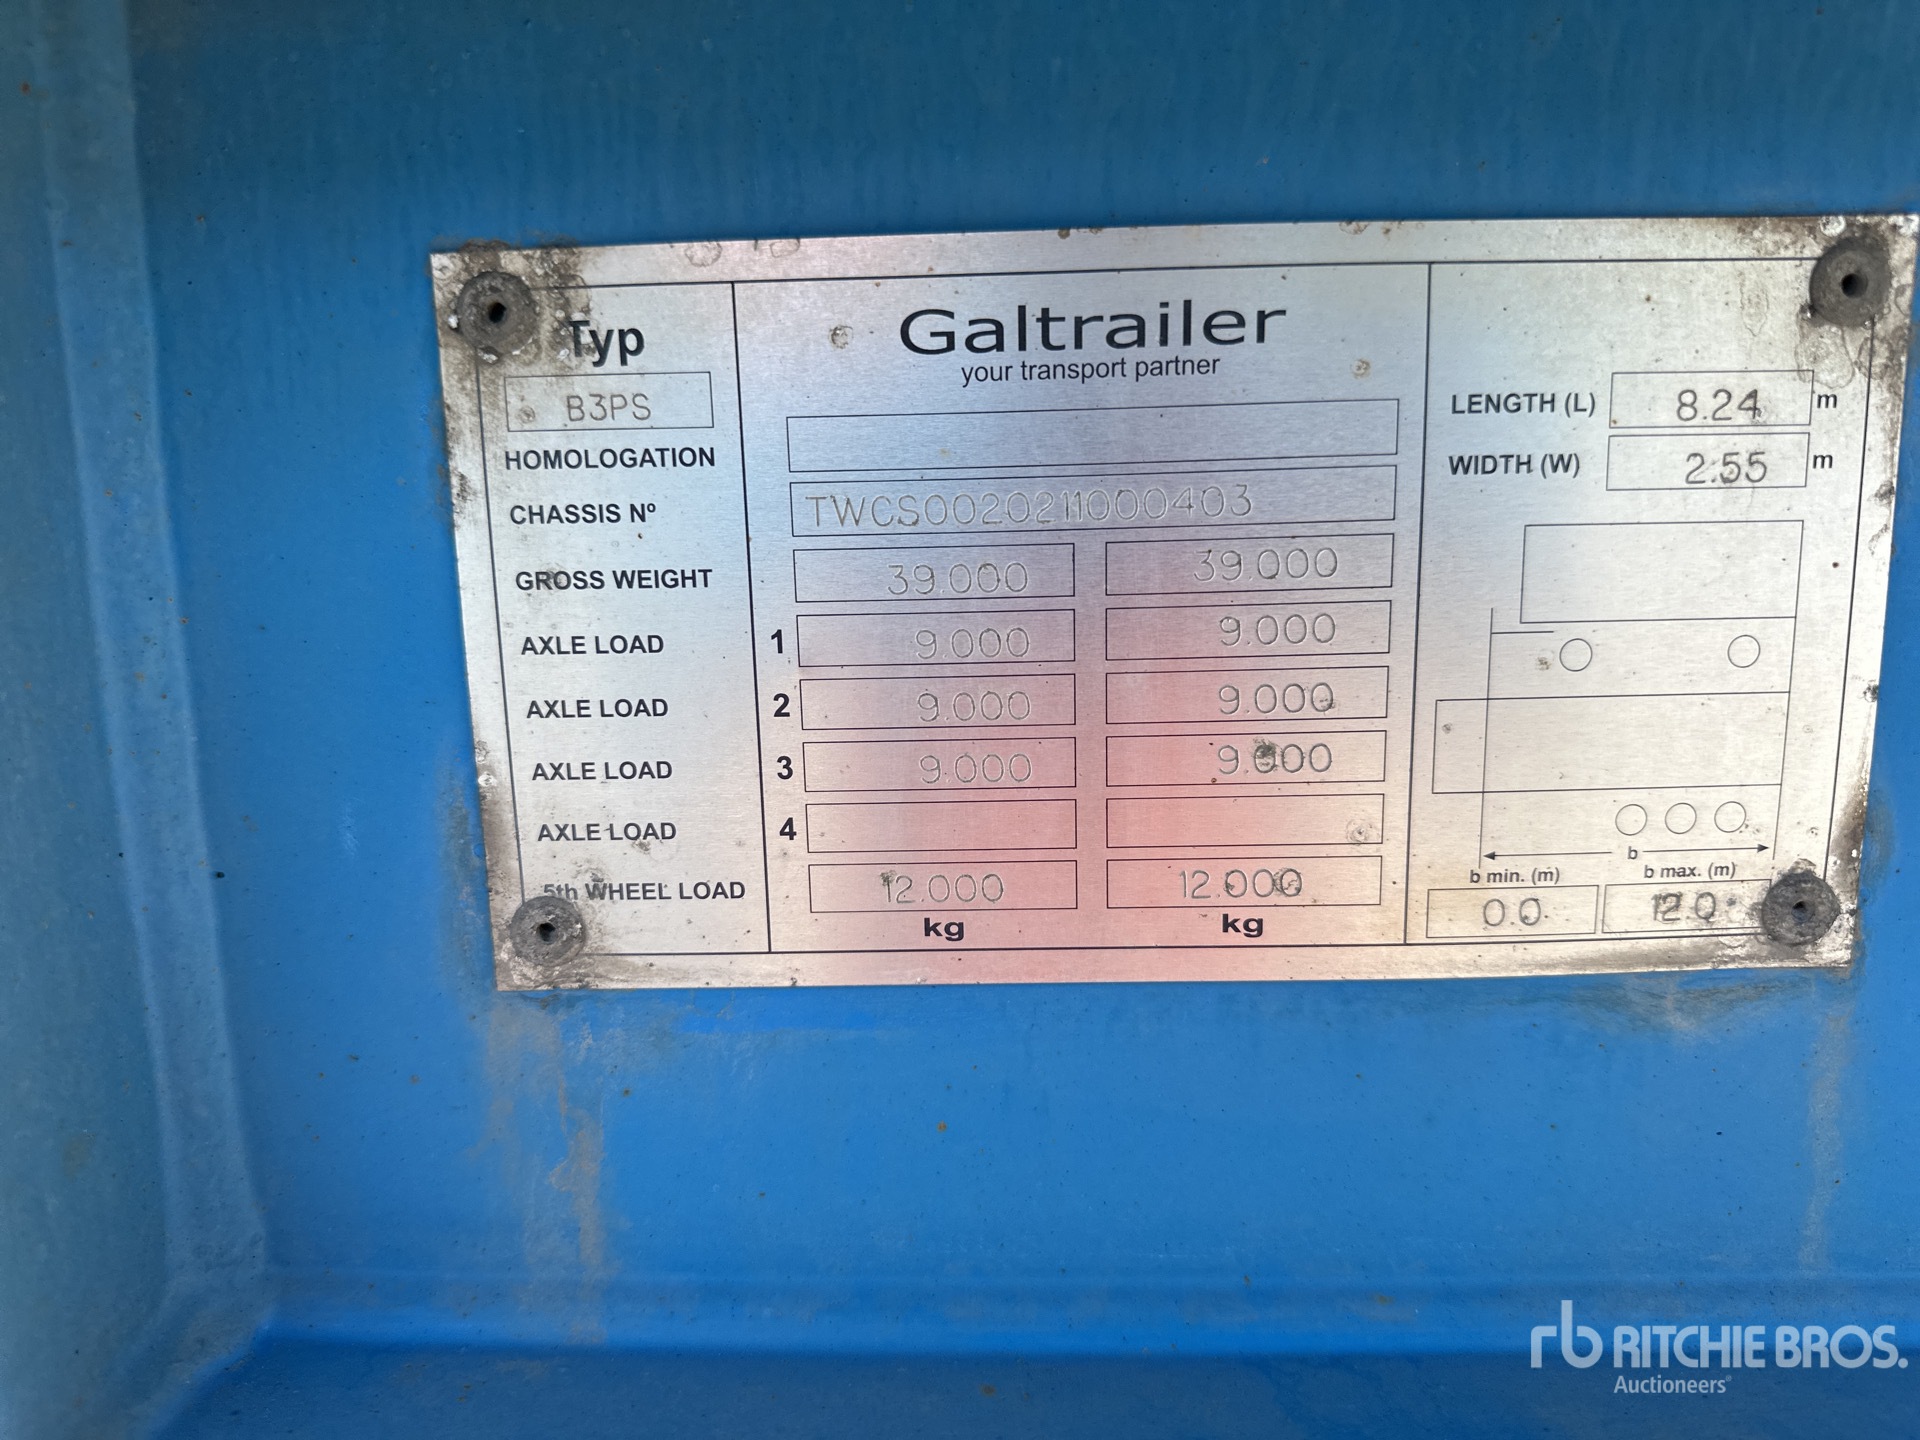 Typ
B3PS
Galtrailer
your transport partner
HOMOLOGATION
CHASSIS Nº TWCS0020211000403
GROSS WEIGHT 39.000 39.000
AXLE LOAD 1 9.000 9.000
AXLE LOAD 2 9.000 9.000
AXLE LOAD 3 9.000 9.000
AXLE LOAD 4
5th WHEEL LOAD 12.000 12.000
kg kg
LENGTH (L) 8.24 m
WIDTH (W) 2.55 m
b
b min. (m) b max. (m)
0.0 12.0
rb RITCHIE BROS.
Auctioneers